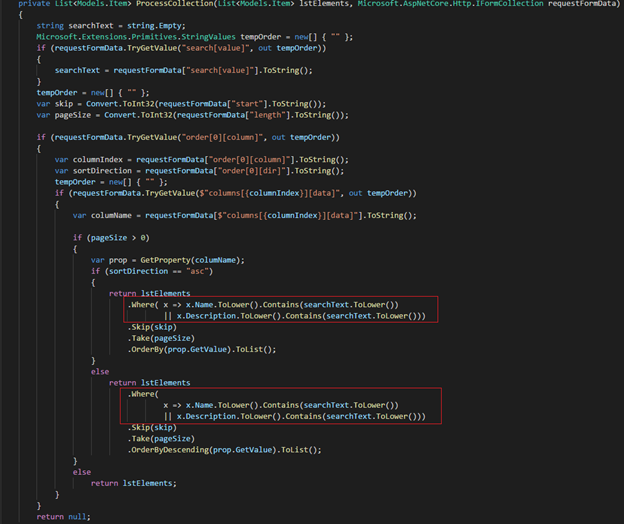 private List<Models.Item> ProcessCollection(List<Models.Item> lstElements, Microsoft.AspNetCore.Http.IFormCollection requestFormData)
{
string searchText = string.Empty;
Microsoft.Extensions.Primitives.StringValues tempOrder = new[] { "" };
if (requestFormData.TryGetValue("search[value]", out tempOrder))
{
searchText = requestFormData["search[value]"].ToString();
}
tempOrder = new[] { "" };
var skip = Convert.ToInt32(requestFormData["start"].ToString());
var pageSize = Convert.ToInt32(requestFormData["length"].ToString());
if (requestFormData.TryGetValue("order[0][column]", out tempOrder))
{
var columnIndex = requestFormData["order[0][column]"].ToString();
var sortDirection = requestFormData["order[0][dir]"].ToString();
tempOrder = new[] { "" };
if (requestFormData.TryGetValue($"columns[{columnIndex}][data]", out tempOrder))
{
var columName = requestFormData[$"columns[{columnIndex}][data]"].ToString();
if (pageSize > 0)
{
var prop = GetProperty(columName);
if (sortDirection == "asc")
{
return lstElements
.Where( x => x.Name.ToLower().Contains(searchText.ToLower())
|| x.Description.ToLower().Contains(searchText.ToLower()))
.Skip(skip)
.Take(pageSize)
.OrderBy(prop.GetValue).ToList();
}
else
return lstElements
.Where(
x => x.Name.ToLower().Contains(searchText.ToLower())
|| x.Description.ToLower().Contains(searchText.ToLower()))
.Skip(skip)
.Take(pageSize)
.OrderByDescending(prop.GetValue).ToList();
}
else
return lstElements;
}
}
return null;